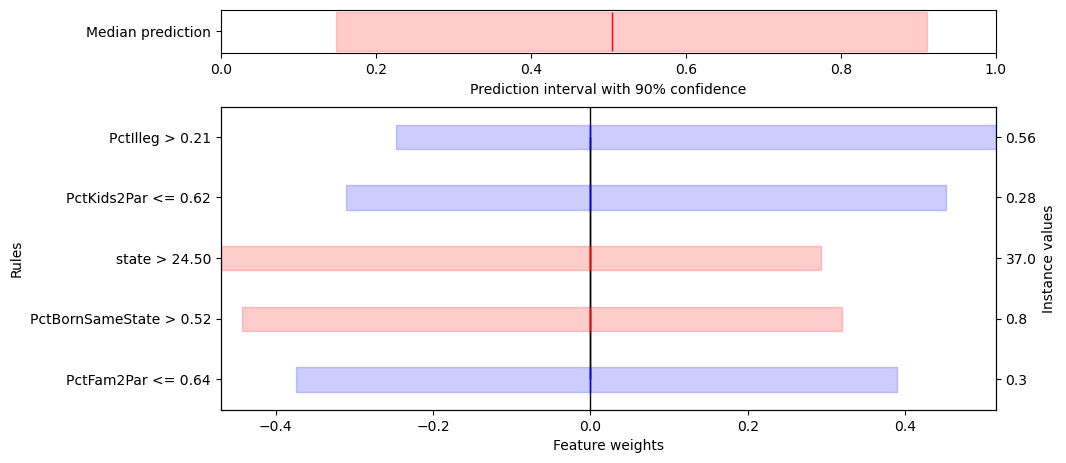 Median prediction
0.0 0.2 0.4 0.6 0.8 1.0
Prediction interval with 90% confidence
PctIlleg > 0.21 0.56
PctKids2Par <= 0.62 0.28
state > 24.50 37.0
PctBornSameState > 0.52 0.8
PctFam2Par <= 0.64 0.3
Rules
Instance values
−0.4 −0.2 0.0 0.2 0.4
Feature weights